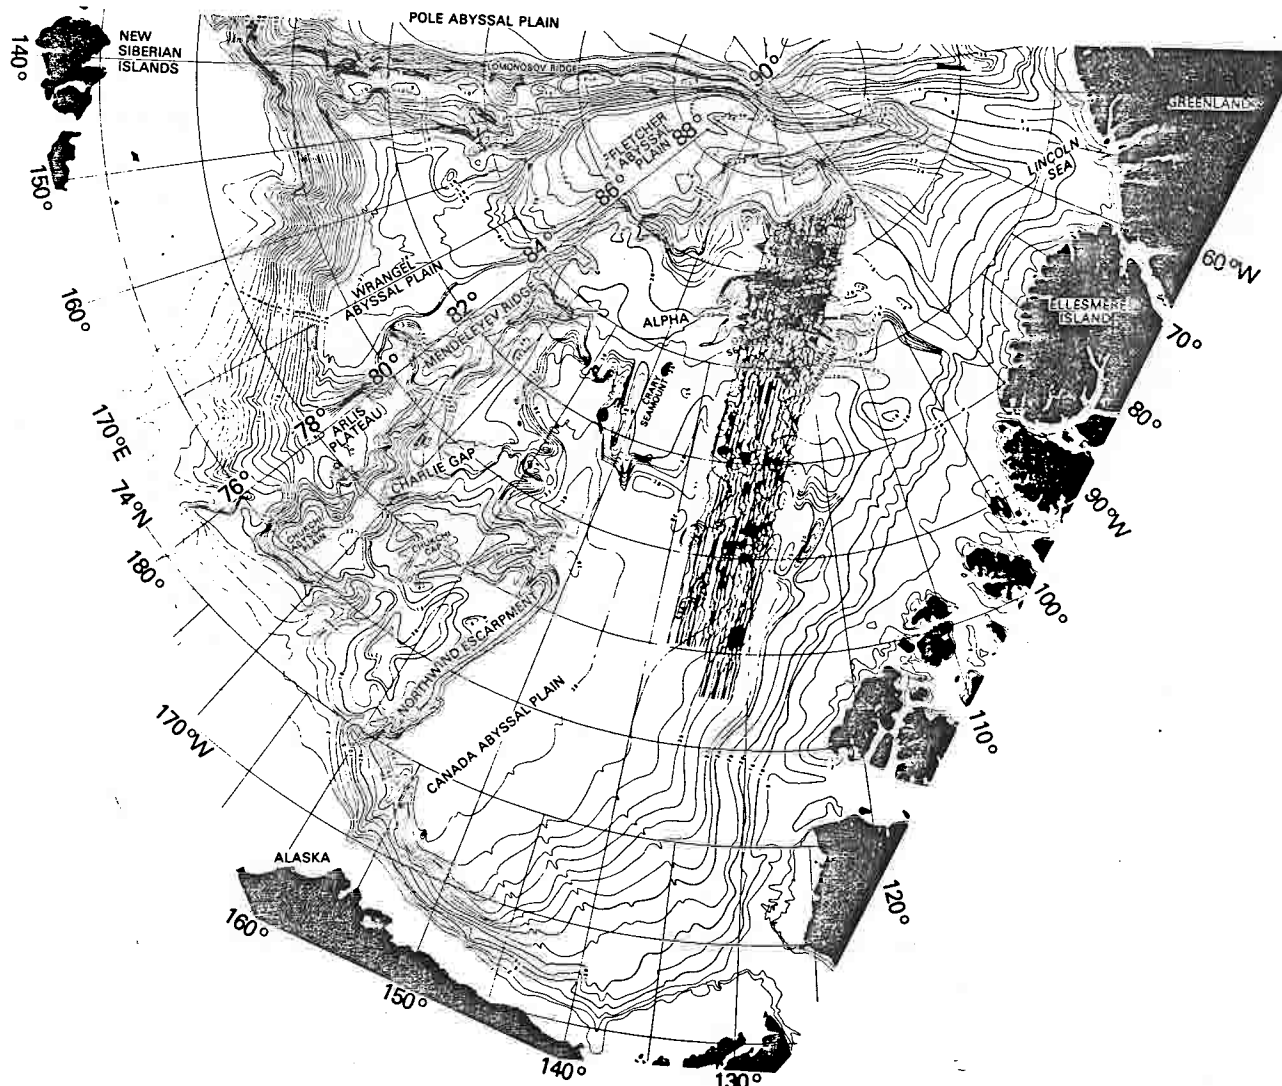 POLE ABYSSAL PLAIN
NEW
SIBERIAN
ISLANDS
140°
LOMONOSOV RIDGE
90°
GREENLAND
FLETCHER
ABYSSAL
PLAIN
88°
LINCOLN
SEA
150°
86°
84°
60°W
WRANGEL
ABYSSAL PLAIN
82°
160°
ALPHA
ELLESMERE
ISLAND
70°
MENDELEYEV RIDGE
80°
CRARY
SEAMOUNT
78°
ARLIS
PLATEAU
80°
170°E
CHARLIE GAP
76°
74°N
90°W
180°
CHUKCHI
CAP
100°
NORTHWIND ESCARPMENT
CANADA ABYSSAL PLAIN
110°
170°W
ALASKA
120°
160°
150°
140°
130°